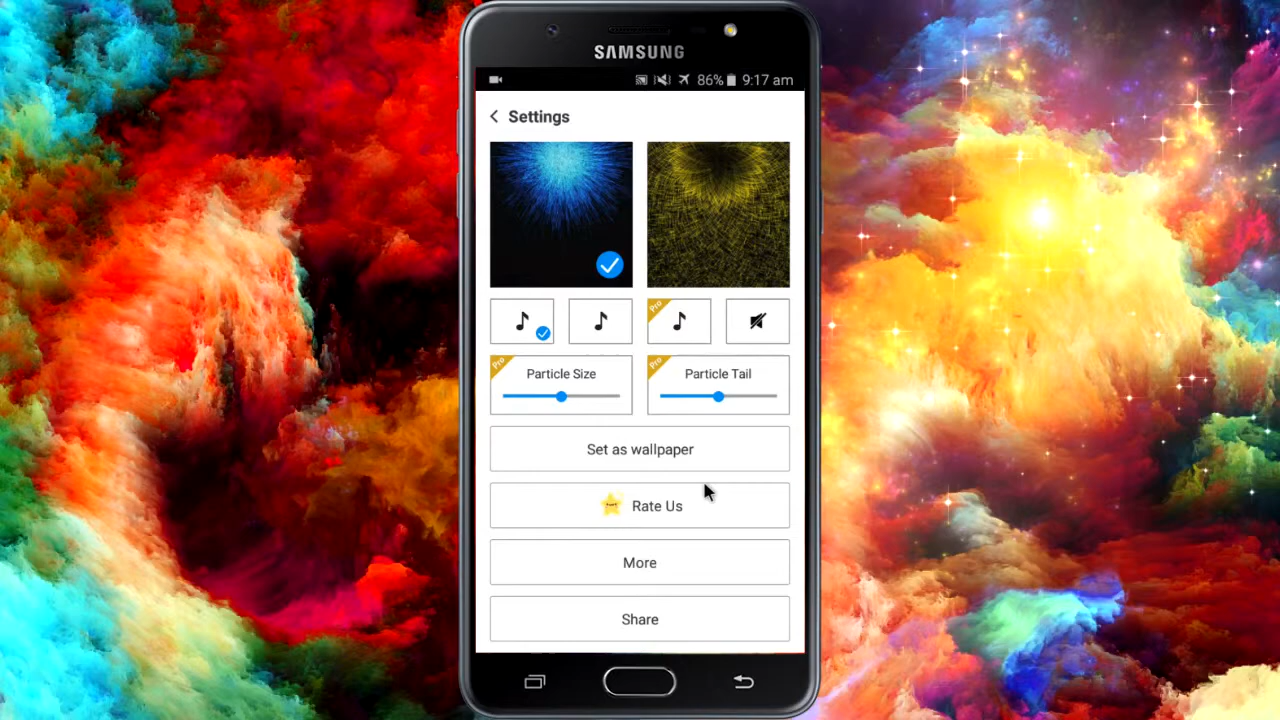 SAMSUNG
86% 9:17 am
Settings
Pro
Pro Pro
Particle Size Particle Tail
Set as wallpaper
Rate Us
More
Share